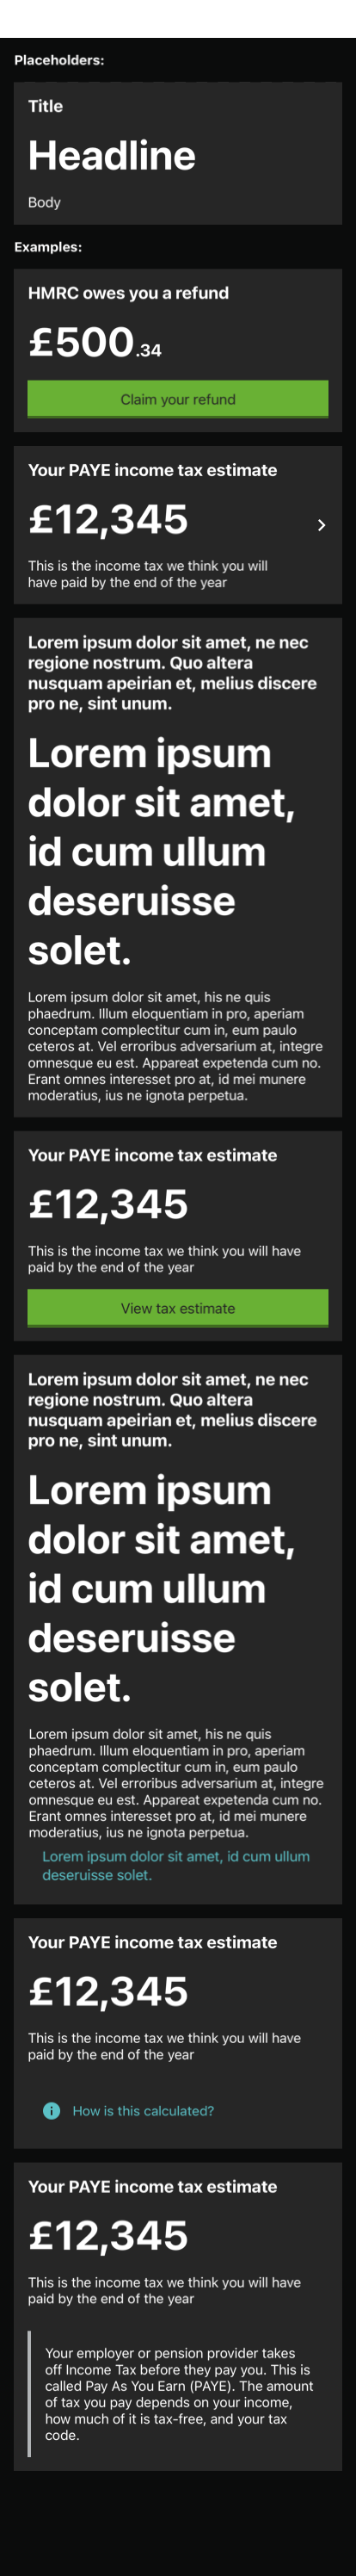 Placeholders:
Title
Headline
Body
Examples:
HMRC owes you a refund
£500.34
Claim your refund
Your PAYE income tax estimate
£12,345
This is the income tax we think you will
have paid by the end of the year
Lorem ipsum dolor sit amet, ne nec
regione nostrum. Quo altera
nusquam apeirian et, melius discere
pro ne, sint unum.
Lorem ipsum
dolor sit amet,
id cum ullum
deseruisse
solet.
Lorem ipsum dolor sit amet, his ne quis
phaedrum. Illum eloquentiam in pro, aperiam
conceptam complectitur cum in, eum paulo
ceteros at. Vel erroribus adversarium at, integre
omnesque eu est. Appareat expetenda cum no.
Erant omnes interesset pro at, id mei munere
moderatius, ius ne ignota perpetua.
Your PAYE income tax estimate
£12,345
This is the income tax we think you will have
paid by the end of the year
View tax estimate
Lorem ipsum dolor sit amet, ne nec
regione nostrum. Quo altera
nusquam apeirian et, melius discere
pro ne, sint unum.
Lorem ipsum
dolor sit amet,
id cum ullum
deseruisse
solet.
Lorem ipsum dolor sit amet, his ne quis
phaedrum. Illum eloquentiam in pro, aperiam
conceptam complectitur cum in, eum paulo
ceteros at. Vel erroribus adversarium at, integre
omnesque eu est. Appareat expetenda cum no.
Erant omnes interesset pro at, id mei munere
moderatius, ius ne ignota perpetua.
Lorem ipsum dolor sit amet, id cum ullum
deseruisse solet.
Your PAYE income tax estimate
£12,345
This is the income tax we think you will have
paid by the end of the year
How is this calculated?
Your PAYE income tax estimate
£12,345
This is the income tax we think you will have
paid by the end of the year
Your employer or pension provider takes
off Income Tax before they pay you. This is
called Pay As You Earn (PAYE). The amount
of tax you pay depends on your income,
how much of it is tax-free, and your tax
code.